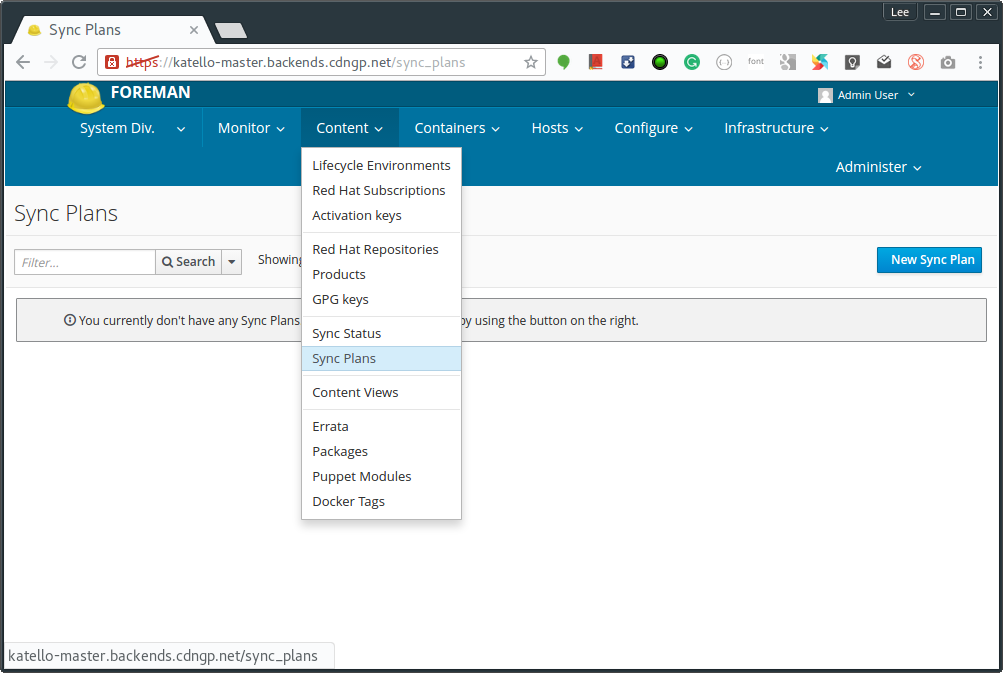 Lee
Sync Plans
https://katello-master.backends.cdngp.net/sync_plans
font
FOREMAN
Admin User
System Div.
Monitor
Content
Containers
Hosts
Configure
Infrastructure
Administer
Lifecycle Environments
Red Hat Subscriptions
Activation keys
Red Hat Repositories
Products
GPG keys
Sync Status
Sync Plans
Content Views
Errata
Packages
Puppet Modules
Docker Tags
Sync Plans
Filter...
Search
Showing
New Sync Plan
You currently don't have any Sync Plans by using the button on the right.
katello-master.backends.cdngp.net/sync_plans